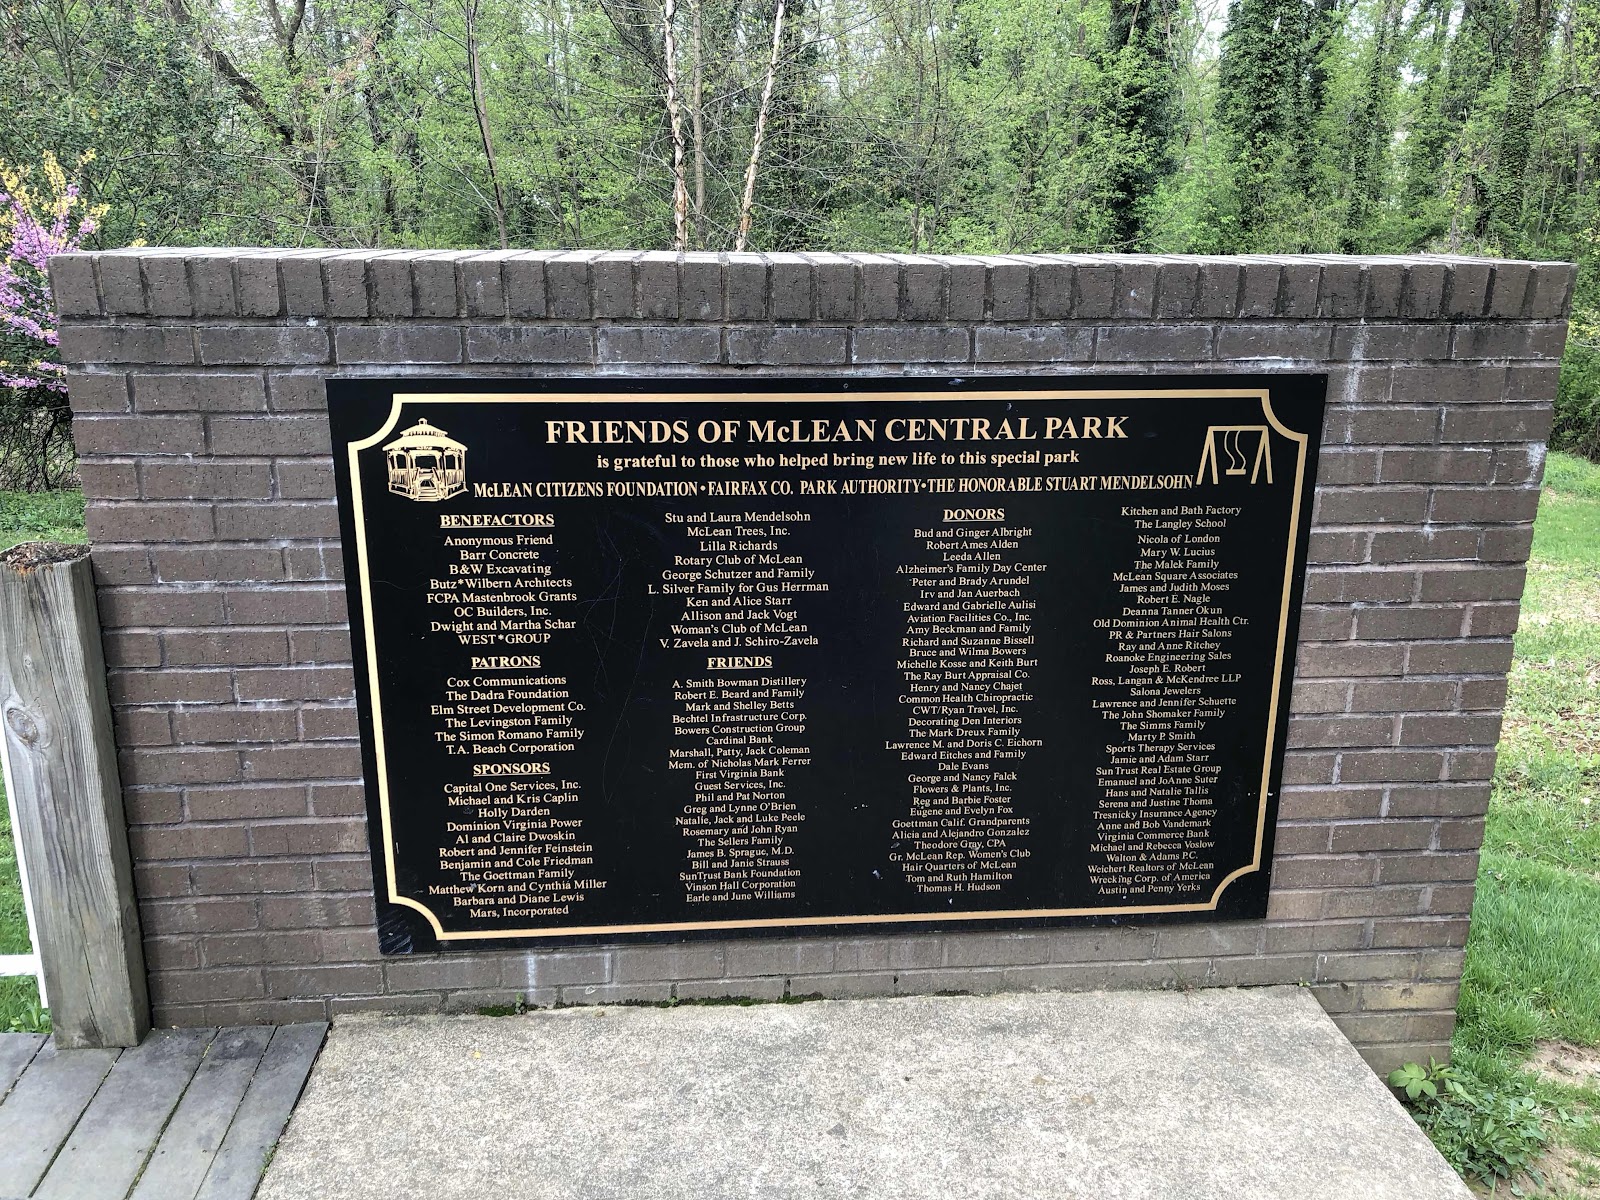 FRIENDS OF McLEAN CENTRAL PARK
is grateful to those who helped bring new life to this special park
McLEAN CITIZENS FOUNDATION • FAIRFAX CO. PARK AUTHORITY • THE HONORABLE STUART MENDELSOHN
BENEFACTORS
Anonymous Friend
Barr Concrete
B&W Excavating
Butz*Wilbern Architects
FCPA Mastenbrook Grants
OC Builders, Inc.
Dwight and Martha Schar
WEST*GROUP
PATRONS
Cox Communications
The Dadra Foundation
Elm Street Development Co.
The Levingston Family
The Simon Romano Family
T.A. Beach Corporation
SPONSORS
Capital One Services, Inc.
Michael and Kris Caplin
Holly Darden
Dominion Virginia Power
Al and Claire Dwoskin
Robert and Jennifer Feinstein
Benjamin and Cole Friedman
The Goettman Family
Matthew Korn and Cynthia Miller
Barbara and Diane Lewis
Mars, Incorporated
Stu and Laura Mendelsohn
McLean Trees, Inc.
Lilla Richards
Rotary Club of McLean
George Schutzer and Family
L. Silver Family for Gus Herrman
Ken and Alice Starr
Allison and Jack Vogt
Woman's Club of McLean
V. Zavela and J. Schiro-Zavela
FRIENDS
A. Smith Bowman Distillery
Robert E. Beard and Family
Mark and Shelley Betts
Bechtel Infrastructure Corp.
Bowers Construction Group
Cardinal Bank
Marshall, Patty, Jack Coleman
Mem. of Nicholas Mark Ferrer
First Virginia Bank
Guest Services, Inc.
Phil and Pat Norton
Greg and Lynne O'Brien
Natalie, Jack and Luke Peele
Rosemary and John Ryan
The Sellers Family
James B. Sprague, M.D.
Bill and Janie Strauss
SunTrust Bank Foundation
Vinson Hall Corporation
Earle and June Williams
DONORS
Bud and Ginger Albright
Robert Ames Alden
Leeda Allen
Alzheimer's Family Day Center
Peter and Brady Arundel
Irv and Jan Auerbach
Edward and Gabrielle Aulisi
Aviation Facilities Co., Inc.
Amy Beckman and Family
Richard and Suzanne Bissell
Bruce and Wilma Bowers
Michelle Kosse and Keith Burt
The Ray Burt Appraisal Co.
Henry and Nancy Chajet
Common Health Chiropractic
CWT/Ryan Travel, Inc.
Decorating Den Interiors
The Mark Dreux Family
Lawrence M. and Doris C. Eichorn
Edward Eitches and Family
Dale Evans
George and Nancy Falck
Flowers & Plants, Inc.
Reg and Barbie Foster
Eugene and Evelyn Fox
Goettman Calif. Grandparents
Alicia and Alejandro Gonzalez
Theodore Gray, CPA
Gr. McLean Rep. Women's Club
Hair Quarters of McLean
Tom and Ruth Hamilton
Thomas H. Hudson
Kitchen and Bath Factory
The Langley School
Nicola of London
Mary W. Lucius
The Malek Family
McLean Square Associates
James and Judith Moses
Robert E. Nagle
Deanna Tanner Okun
Old Dominion Animal Health Ctr.
PR & Partners Hair Salons
Ray and Anne Ritchey
Roanoke Engineering Sales
Joseph E. Robert
Ross, Langan & McKendree LLP
Salona Jewelers
Lawrence and Jennifer Schuette
The John Shomaker Family
The Simms Family
Marty P. Smith
Sports Therapy Services
Jamie and Adam Starr
Sun Trust Real Estate Group
Emanuel and JoAnne Suter
Hans and Natalie Tallis
Serena and Justine Thoma
Tresnicky Insurance Agency
Anne and Bob Vandemark
Virginia Commerce Bank
Michael and Rebecca Voslow
Walton & Adams P.C.
Weichert Realtors of McLean
Wrecking Corp. of America
Austin and Penny Yerks